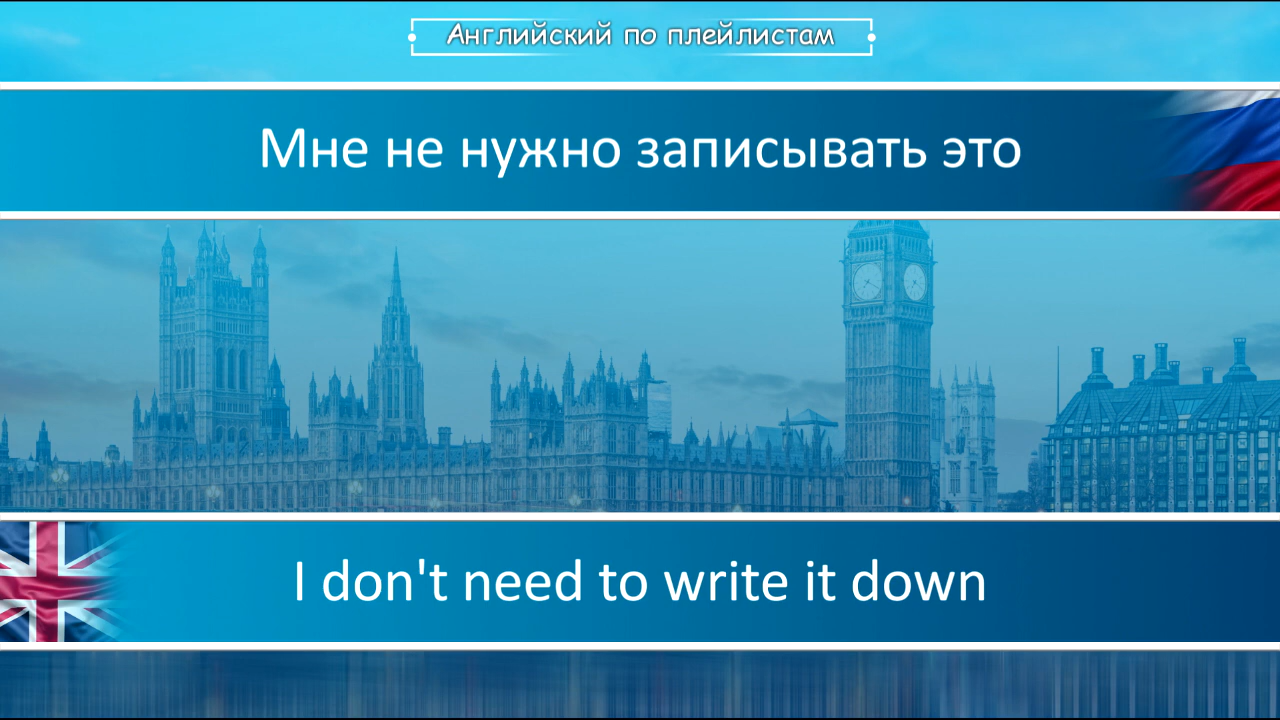 Английский по плейлистам
Мне не нужно записывать это
I don't need to write it down